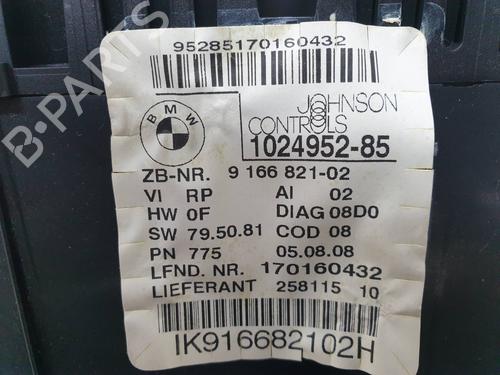 95285170160432
BMW
JOHNSON
CONTROLS
1024952-85
ZB-NR. 9 166 821-02
VI RP AI 02
HW 0F DIAG 08D0
SW 79.50.81 COD 08
PN 775 05.08.08
LFND. NR. 170160432
LIEFERANT 258115 10
IK916682102H